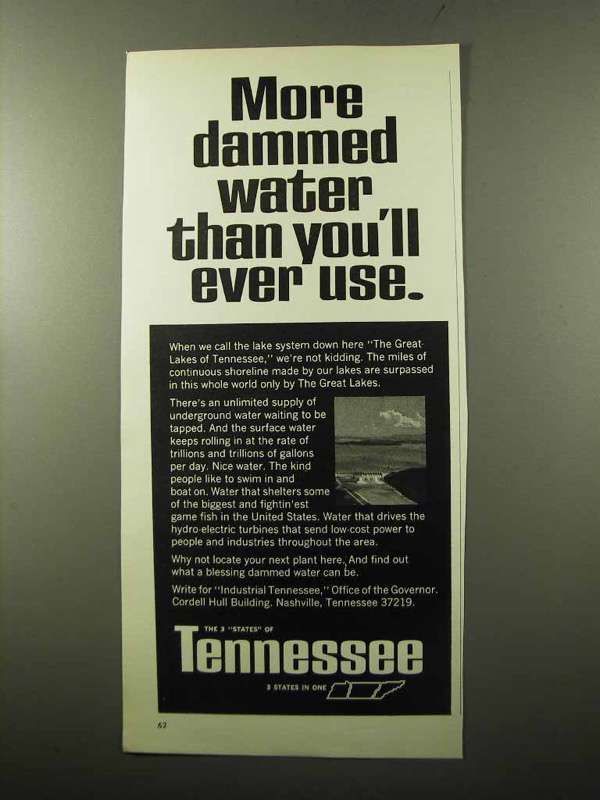 More
dammed
water
than you'll
ever use.
When we call the lake system down here "The Great
Lakes of Tennessee," we're not kidding. The miles of
continuous shoreline made by our lakes are surpassed
in this whole world only by The Great Lakes.
There's an unlimited supply of
underground water waiting to be
tapped. And the surface water
keeps rolling in at the rate of
trillions and trillions of gallons
per day. Nice water. The kind
people like to swim in and
boat on. Water that shelters some
of the biggest and fightin'est
game fish in the United States. Water that drives the
hydro-electric turbines that send low-cost power to
people and industries throughout the area.
Why not locate your next plant here. And find out
what a blessing dammed water can be.
Write for "Industrial Tennessee," Office of the Governor.
Cordell Hull Building. Nashville, Tennessee 37219.
THE 3 "STATES" OF
Tennessee
3 STATES IN ONE
62